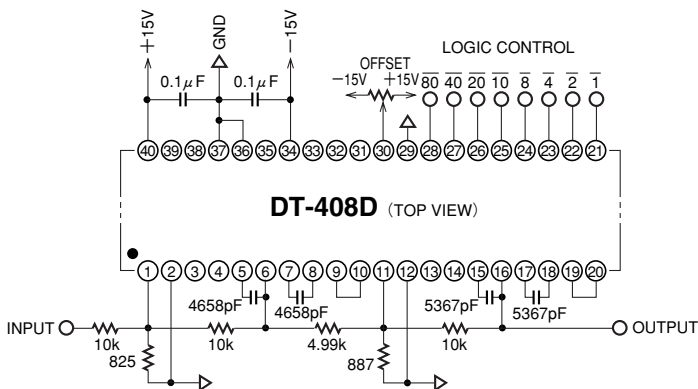 +15V GND −15V
OFFSET LOGIC CONTROL
−15V +15V 80 40 20 10 8 4 2 1
0.1μF 0.1μF
40 39 38 37 36 35 34 33 32 31 30 29 28 27 26 25 24 23 22 21
DT-408D (TOP VIEW)
1 2 3 4 5 6 7 8 9 10 11 12 13 14 15 16 17 18 19 20
4658pF 4658pF 5367pF 5367pF
INPUT OUTPUT
10k 10k 4.99k 10k
825 887